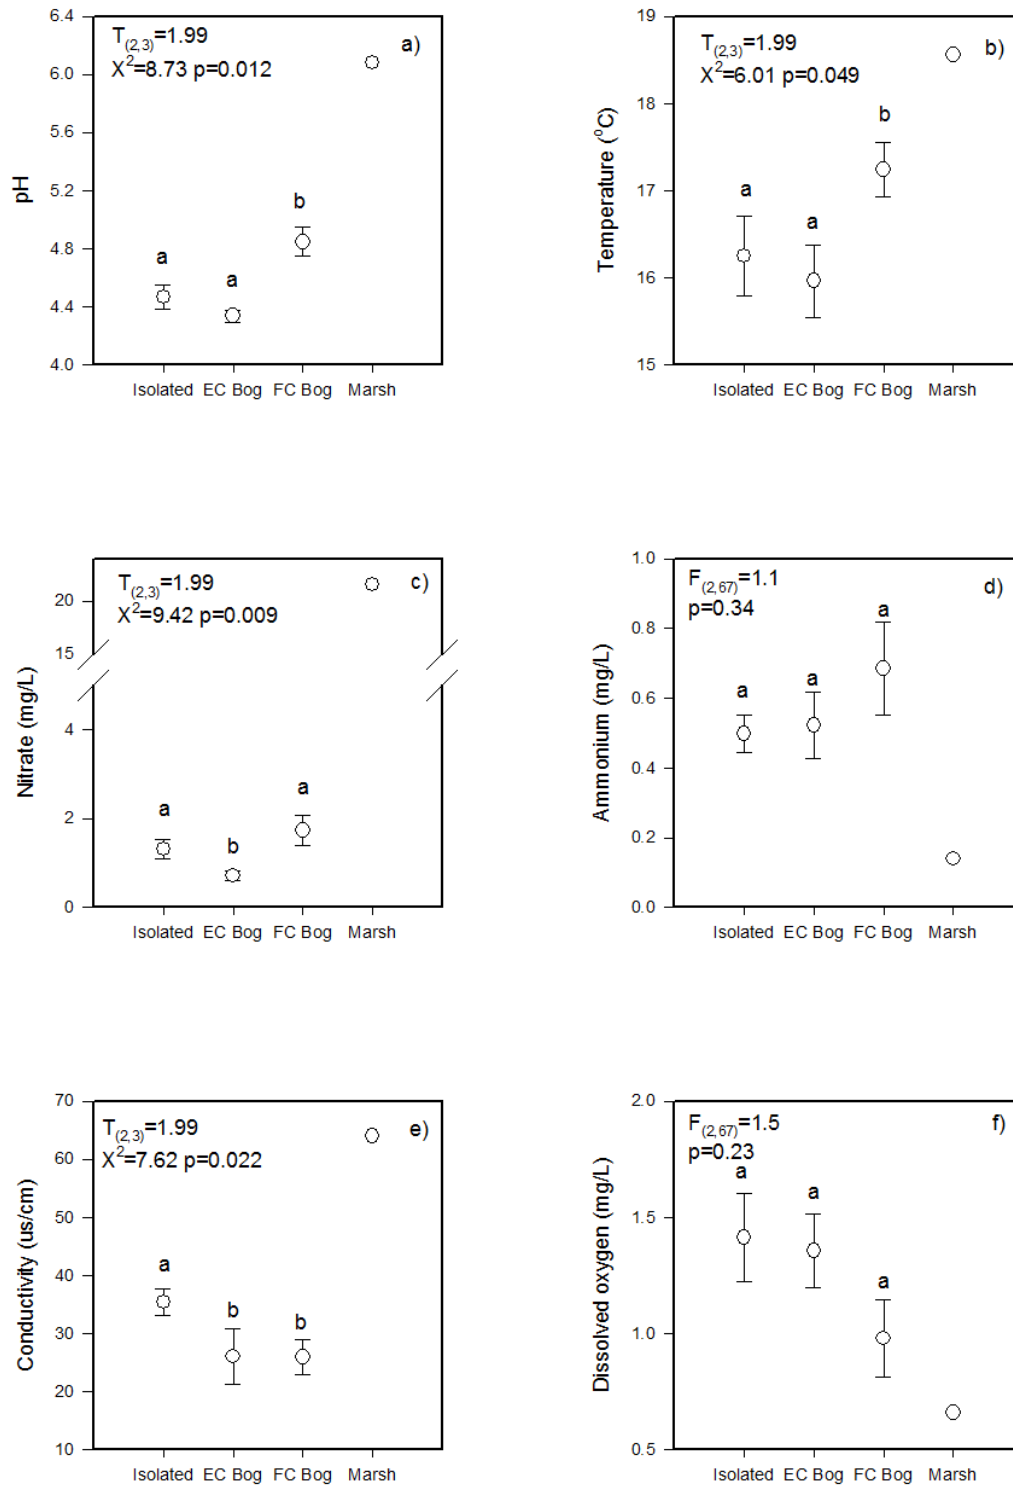 6.4
6.0
5.6
5.2
4.8
4.4
4.0
pH
T(2,3)=1.99
X2=8.73 p=0.012
a)
a
a
b
Isolated EC Bog FC Bog Marsh
19
18
17
16
15
Temperature (0C)
T(2,3)=1.99
X2=6.01 p=0.049
b)
a
a
b
Isolated EC Bog FC Bog Marsh
20
15
4
2
0
Nitrate (mg/L)
T(2,3)=1.99
X2=9.42 p=0.009
c)
a
b
a
Isolated EC Bog FC Bog Marsh
1.0
0.8
0.6
0.4
0.2
0.0
Ammonium (mg/L)
F(2,67)=1.1
p=0.34
d)
a
a
a
Isolated EC Bog FC Bog Marsh
70
60
50
40
30
20
10
Conductivity (us/cm)
T(2,3)=1.99
X2=7.62 p=0.022
e)
a
b
b
Isolated EC Bog FC Bog Marsh
2.0
1.5
1.0
0.5
Dissolved oxygen (mg/L)
F(2,67)=1.5
p=0.23
f)
a
a
a
Isolated EC Bog FC Bog Marsh